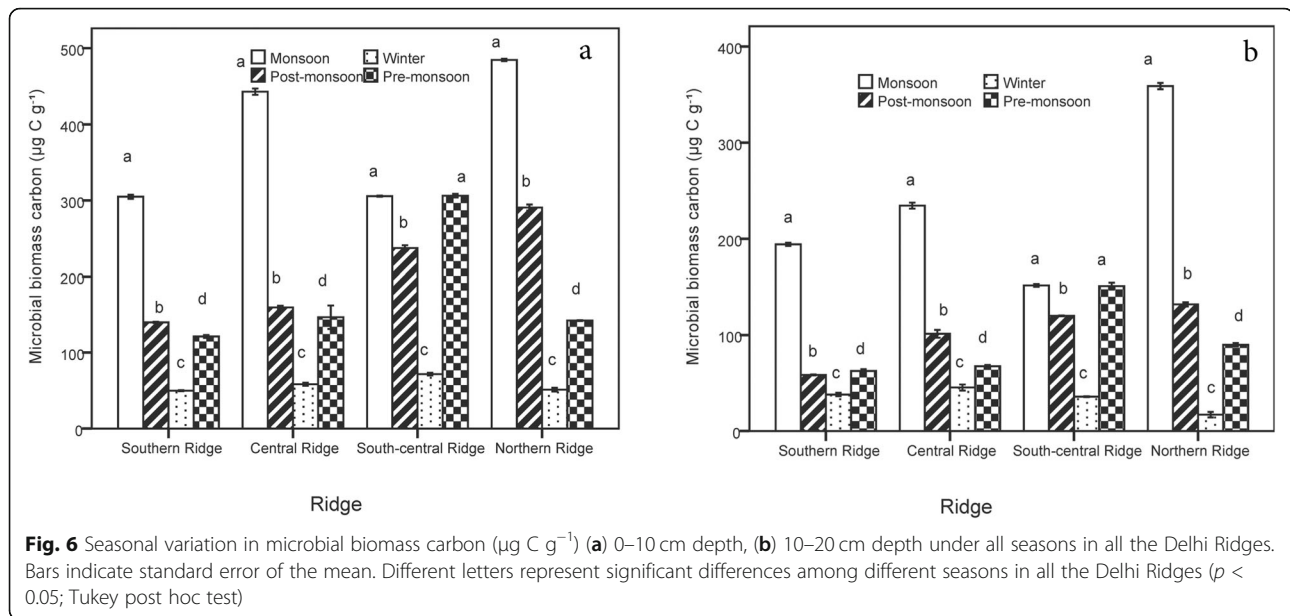 a
Monsoon Winter
Post-monsoon Pre-monsoon
Microbial biomass carbon (µg C g⁻¹)
500
400
300
200
100
0
a b c d
a b c d
a b c a
a b c d
Southern Ridge Central Ridge South-central Ridge Northern Ridge
Ridge
b
Monsoon Winter
Post-monsoon Pre-monsoon
Microbial biomass carbon (µg C g⁻¹)
400
300
200
100
0
a b c d
a b c d
a b c a
a b c d
Southern Ridge Central Ridge South-central Ridge Northern Ridge
Ridge
Fig. 6 Seasonal variation in microbial biomass carbon (µg C g⁻¹) (a) 0–10 cm depth, (b) 10–20 cm depth under all seasons in all the Delhi Ridges.
Bars indicate standard error of the mean. Different letters represent significant differences among different seasons in all the Delhi Ridges (p <
0.05; Tukey post hoc test)